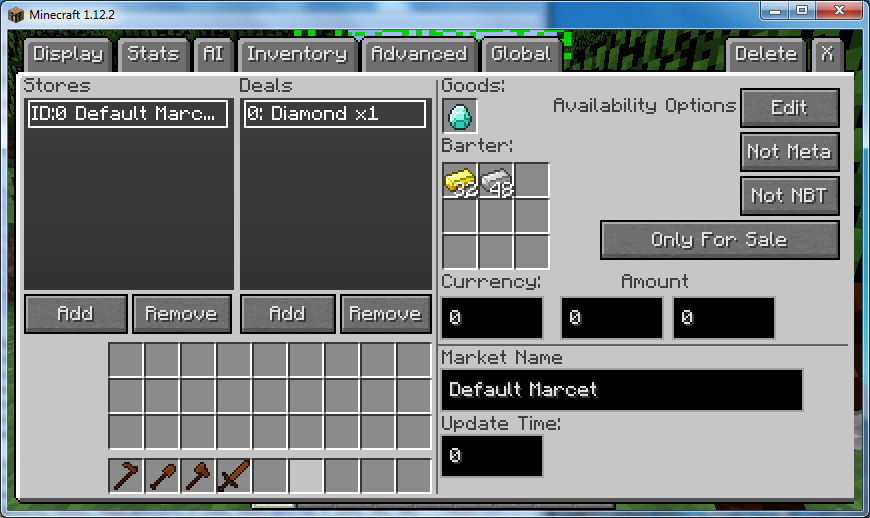 Minecraft 1.12.2
Display Stats AI Inventory Advanced Global Delete X
Stores Deals Goods:
ID:0 Default Marc... 0: Diamond x1 Availability Options Edit
Barter: Not Meta
32 48 Not NBT
Only For Sale
Currency: Amount
Add Remove Add Remove 0 0 0
Market Name
Default Marcet
Update Time:
0